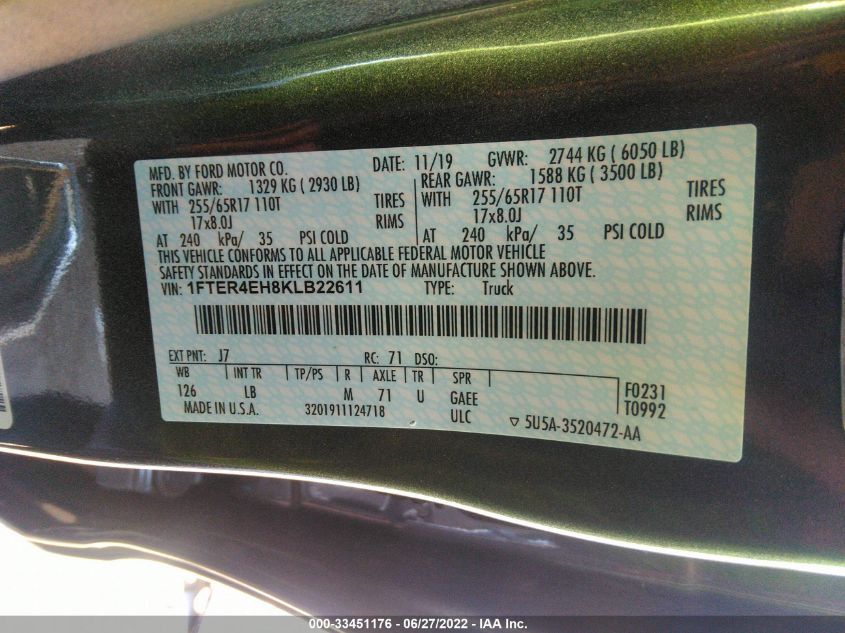 MFD. BY FORD MOTOR CO.
DATE: 11/19 GVWR: 2744 KG ( 6050 LB)
FRONT GAWR: 1329 KG ( 2930 LB)
REAR GAWR: 1588 KG ( 3500 LB)
WITH 255/65R17 110T TIRES
WITH 255/65R17 110T TIRES
17x8.0J RIMS
17x8.0J RIMS
AT 240 kPa/ 35 PSI COLD
AT 240 kPa/ 35 PSI COLD
THIS VEHICLE CONFORMS TO ALL APPLICABLE FEDERAL MOTOR VEHICLE
SAFETY STANDARDS IN EFFECT ON THE DATE OF MANUFACTURE SHOWN ABOVE.
VIN: 1FTER4EH8KLB22611 TYPE: Truck
EXT PNT: J7 RC: 71 DSO:
WB INT TR TP/PS R AXLE TR SPR
126 LB M 71 U GAEE
F0231
T0992
MADE IN U.S.A. 3201911124718 ULC
▽ 5U5A-3520472-AA
000-33451176 - 06/27/2022 - IAA Inc.